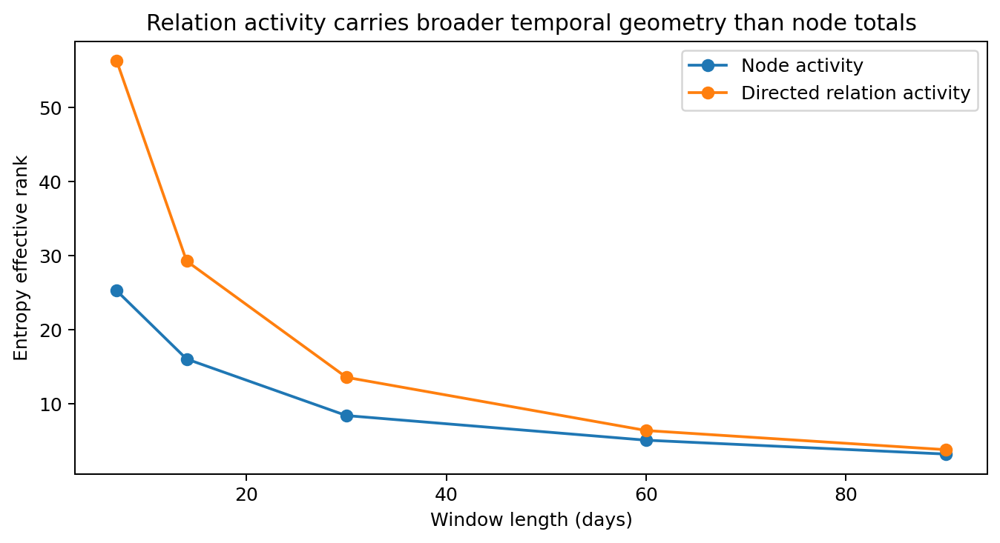 Relation activity carries broader temporal geometry than node totals
Node activity
Directed relation activity
Entropy effective rank
50
40
30
20
10
20
40
60
80
Window length (days)